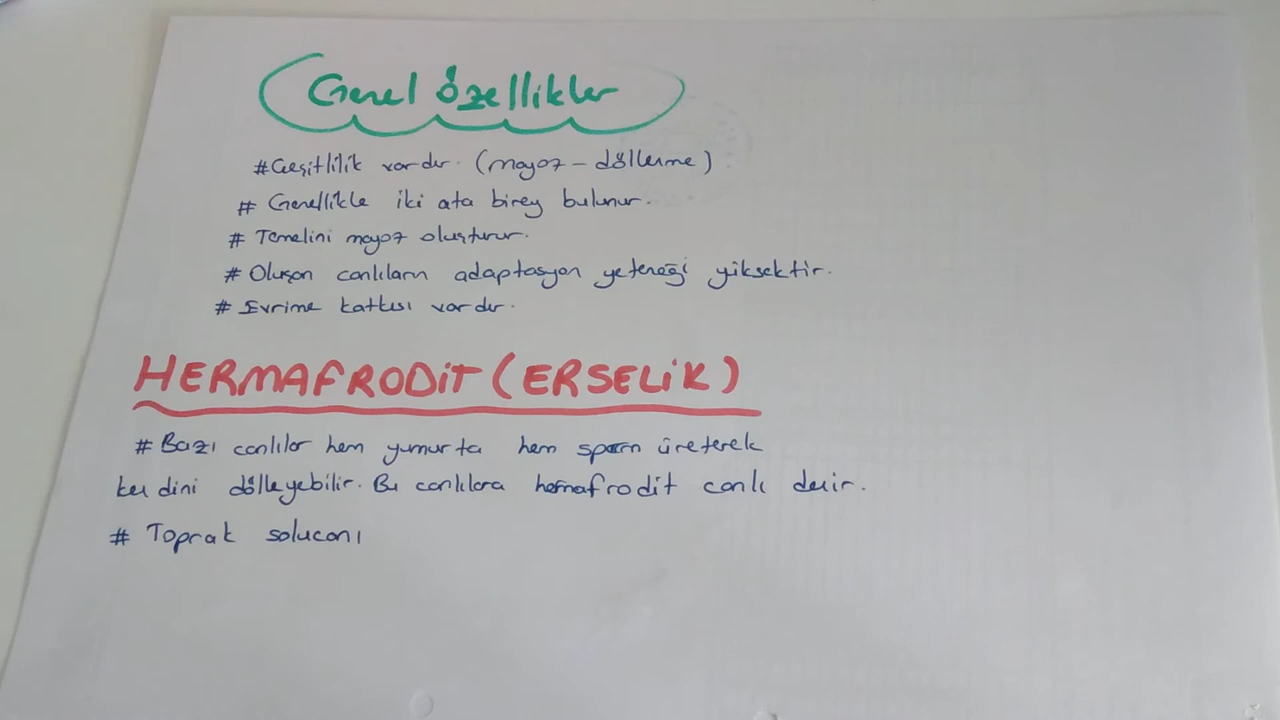 Genel özellikler
# Çeşitlilik vardır. (mayoz - döllenme)
# Genellikle iki ata birey bulunur.
# Temelini mayoz oluşturur.
# Oluşan canlıların adaptasyon yeteneği yüksektir.
# Evrime katkısı vardır.
HERMAFRODİT (ERSELİK)
# Bazı canlılar hem yumurta hem sperm üreterek
kendini dölleyebilir. Bu canlılara hermafrodit canlı denir.
# Toprak solucanı